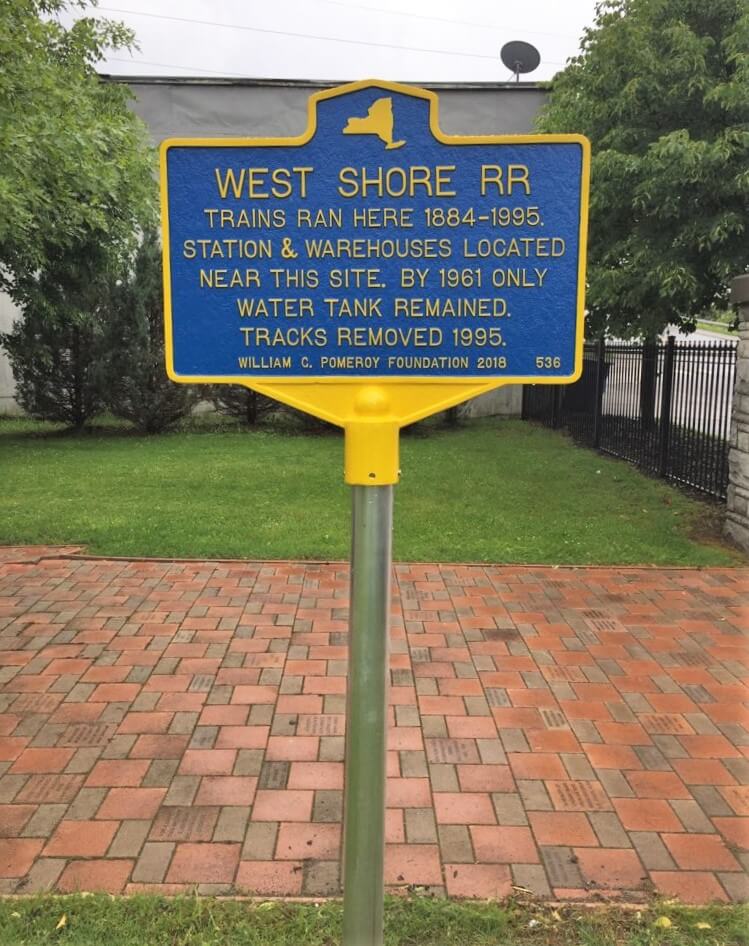 WEST SHORE RR
TRAINS RAN HERE 1884-1995.
STATION & WAREHOUSES LOCATED
NEAR THIS SITE. BY 1961 ONLY
WATER TANK REMAINED.
TRACKS REMOVED 1995.
WILLIAM C. POMEROY FOUNDATION 2018 536